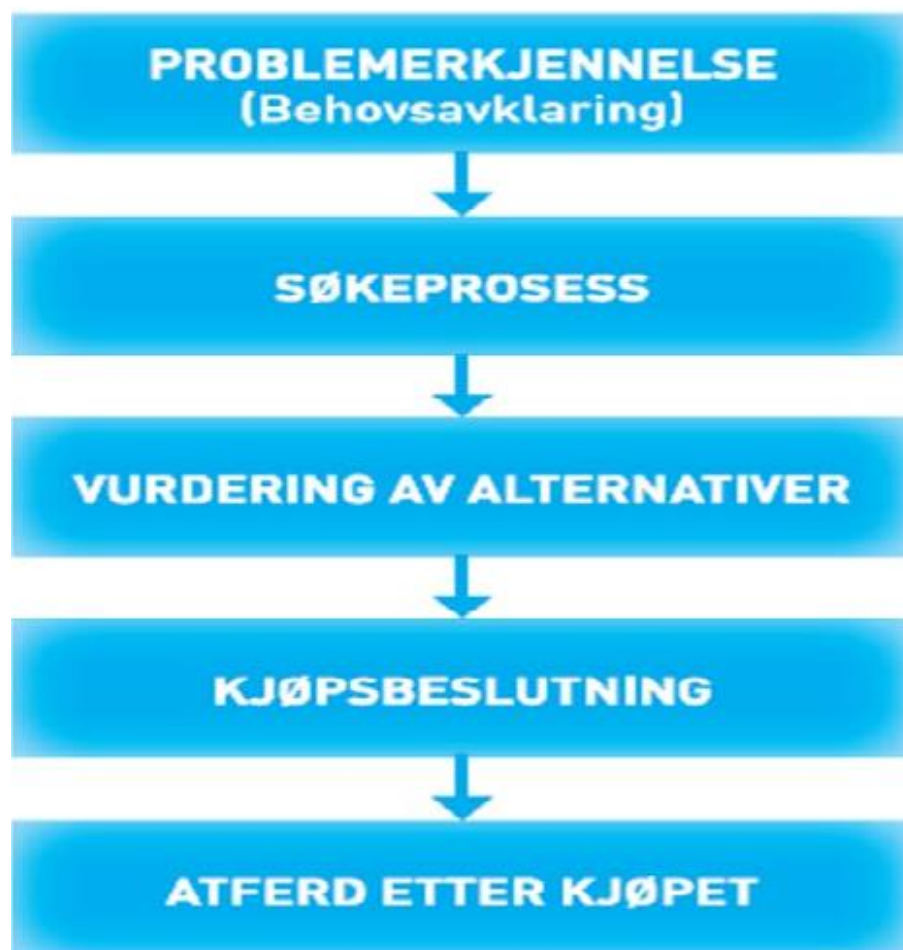 PROBLEMERKJENNELSE
(Behovsavklaring)
SØKEPROSESS
VURDERING AV ALTERNATIVER
KJØPSBESLUTNING
ATFERD ETTER KJØPET